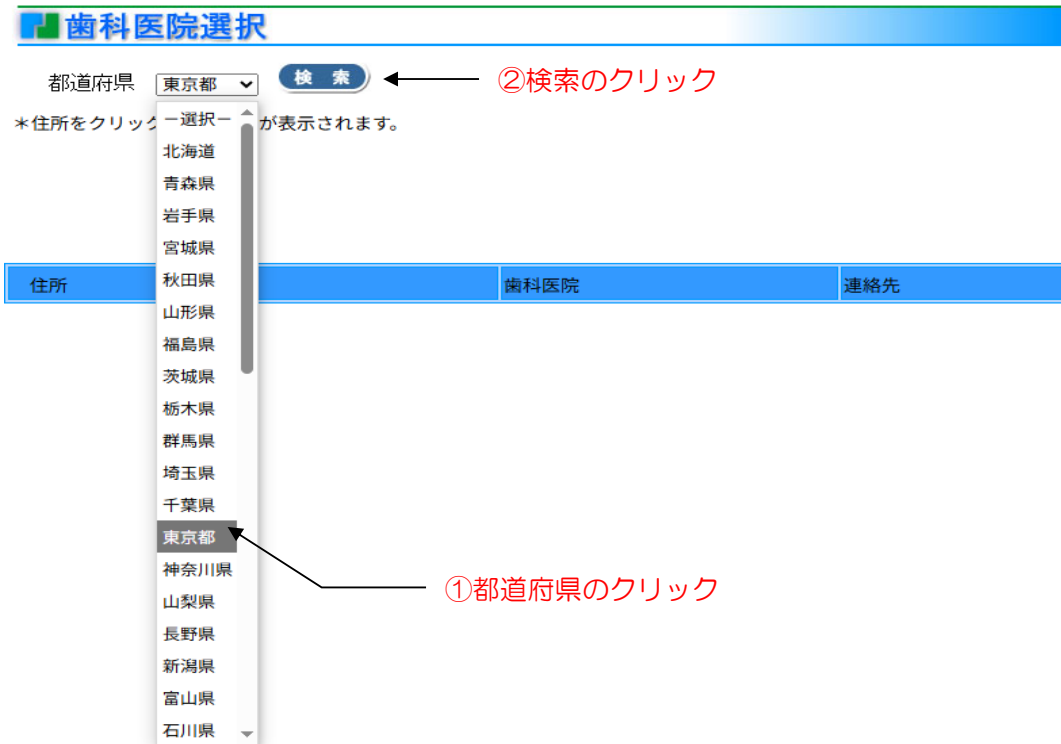 歯科医院選択
都道府県 東京都 検 索 ②検索のクリック
*住所をクリック が表示されます。
-選択-
北海道
青森県
岩手県
宮城県
住所 歯科医院 連絡先
秋田県
山形県
福島県
茨城県
栃木県
群馬県
埼玉県
千葉県
東京都
神奈川県
①都道府県のクリック
山梨県
長野県
新潟県
富山県
石川県